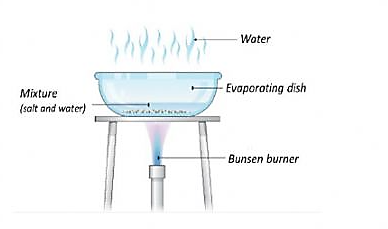 Water
Evaporating dish
Mixture
(salt and water)
Bunsen burner